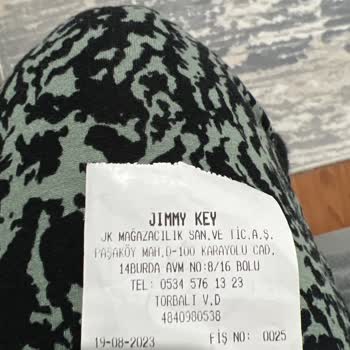 JIMMY KEY
JK MAĞAZACILIK SAN.VE TİC.A.Ş.
PAŞAKÖY MAH.D-100 KARAYOLU CAD.
14BURDA AVM NO:8/16 BOLU
TEL: 0534 576 13 23
TORBALI V.D
4840980538
19-08-2023 FİŞ NO: 0025